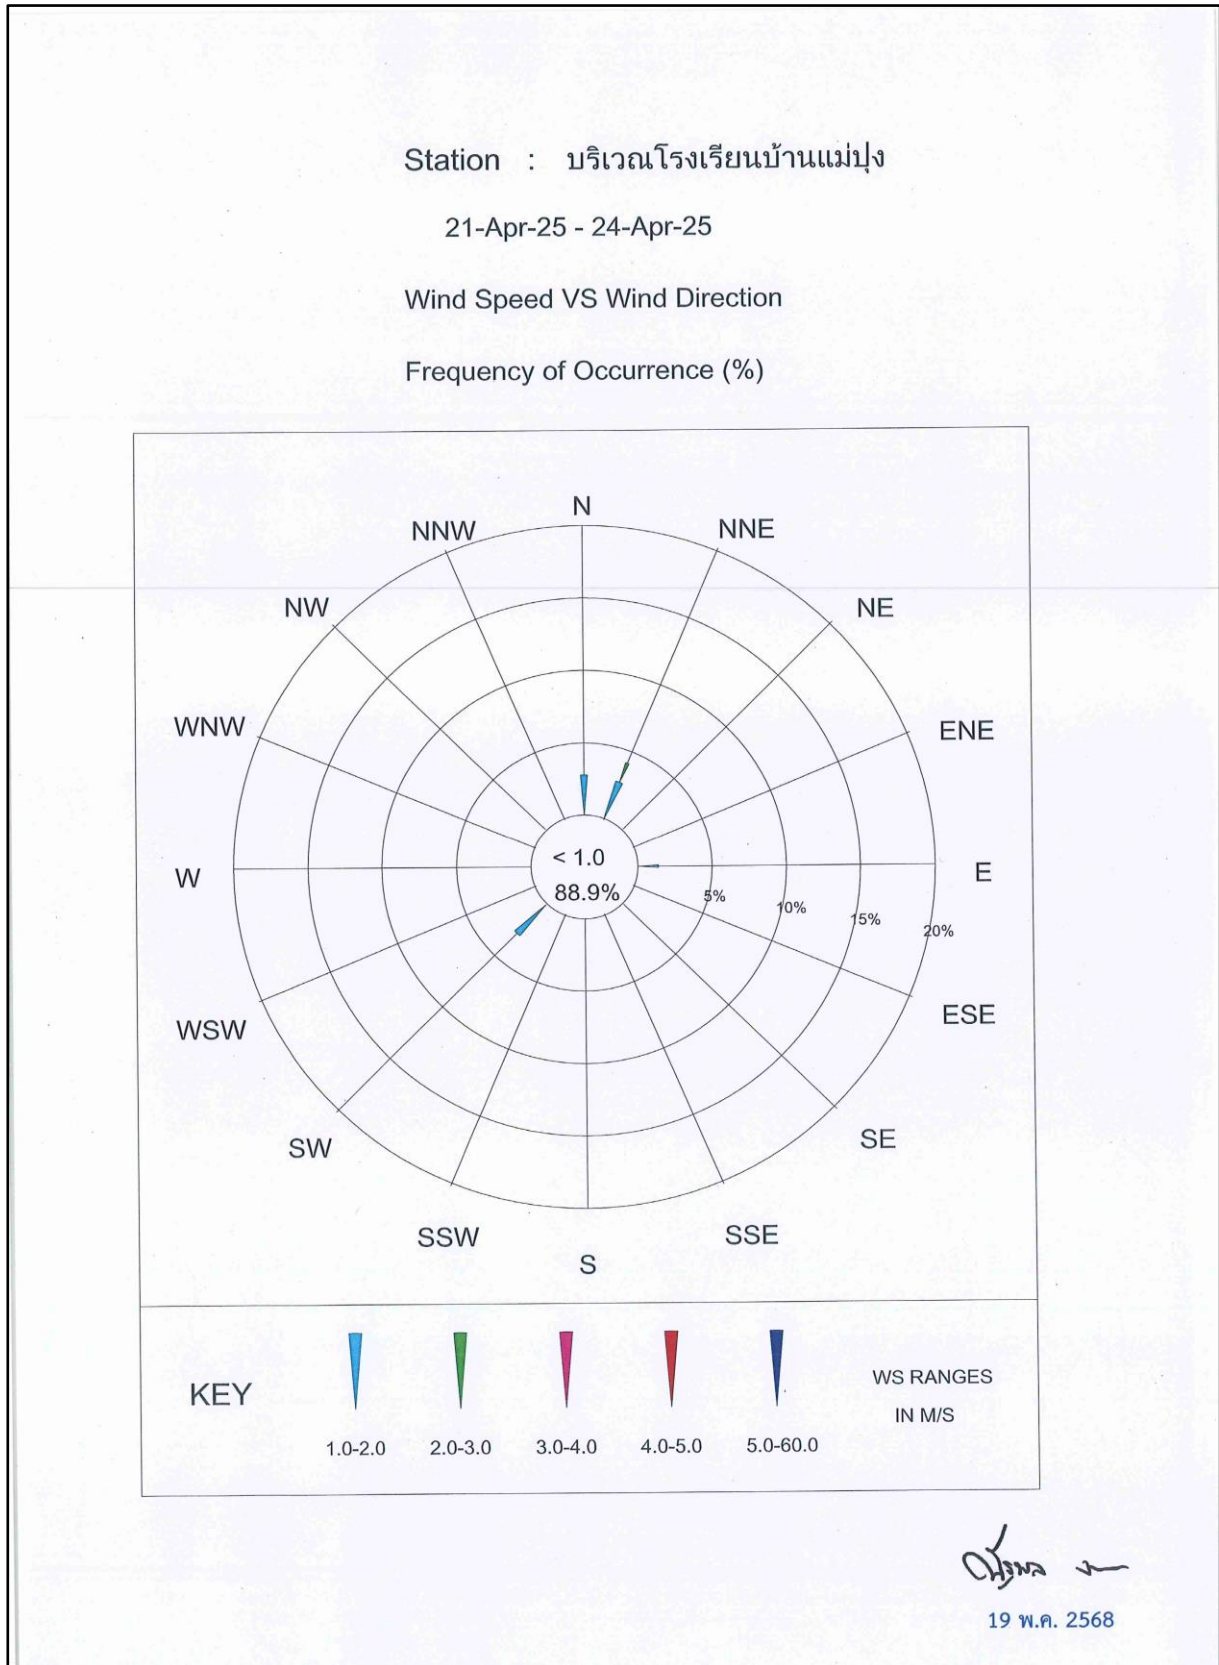 Station : บริเวณโรงเรียนบ้านแม่ปุง
21-Apr-25 - 24-Apr-25
Wind Speed VS Wind Direction
Frequency of Occurrence (%)
N
NNW
NNE
NW
NE
WNW
ENE
< 1.0
W
E
88.9%
5%
10%
15%
20%
WSW
ESE
SW
SE
SSW
SSE
S
KEY
WS RANGES
IN M/S
1.0-2.0 2.0-3.0 3.0-4.0 4.0-5.0 5.0-60.0
19 พ.ค. 2568